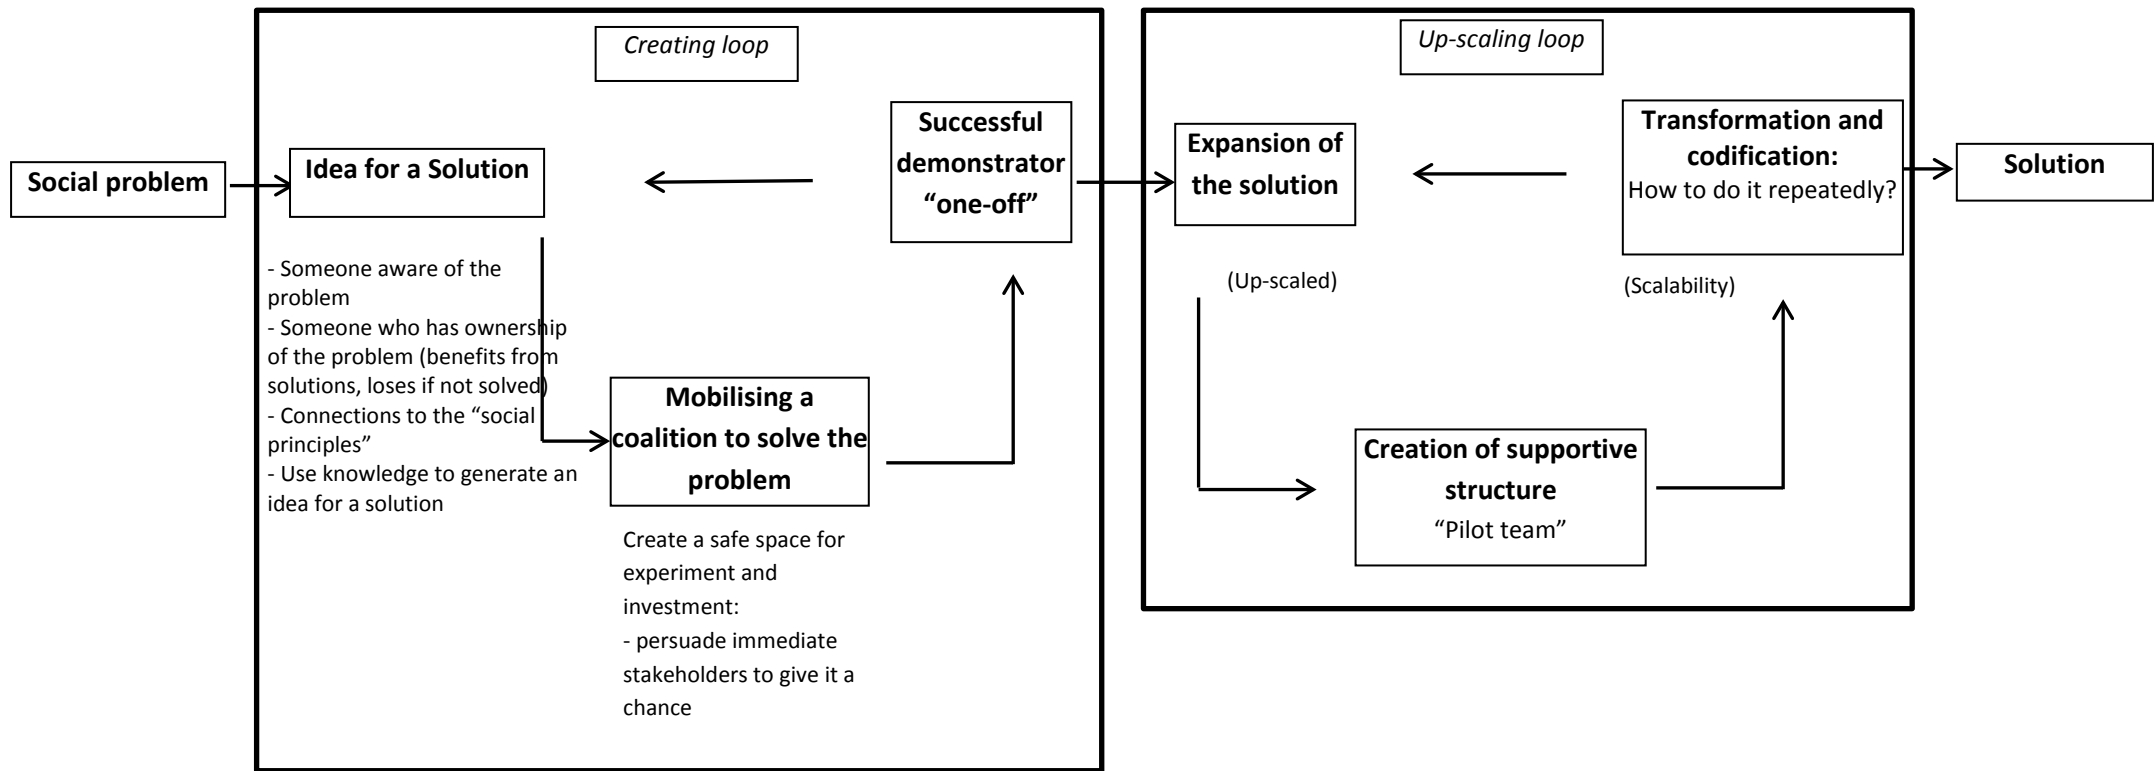 Creating loop
Up-scaling loop
Social problem
Idea for a Solution
- Someone aware of the
problem
- Someone who has ownership
of the problem (benefits from
solutions, loses if not solved)
- Connections to the “social
principles”
- Use knowledge to generate an
idea for a solution
Mobilising a
coalition to solve the
problem
Create a safe space for
experiment and
investment:
- persuade immediate
stakeholders to give it a
chance
Successful
demonstrator
“one-off”
Expansion of
the solution
(Up-scaled)
Creation of supportive
structure
“Pilot team”
Transformation and
codification:
How to do it repeatedly?
(Scalability)
Solution